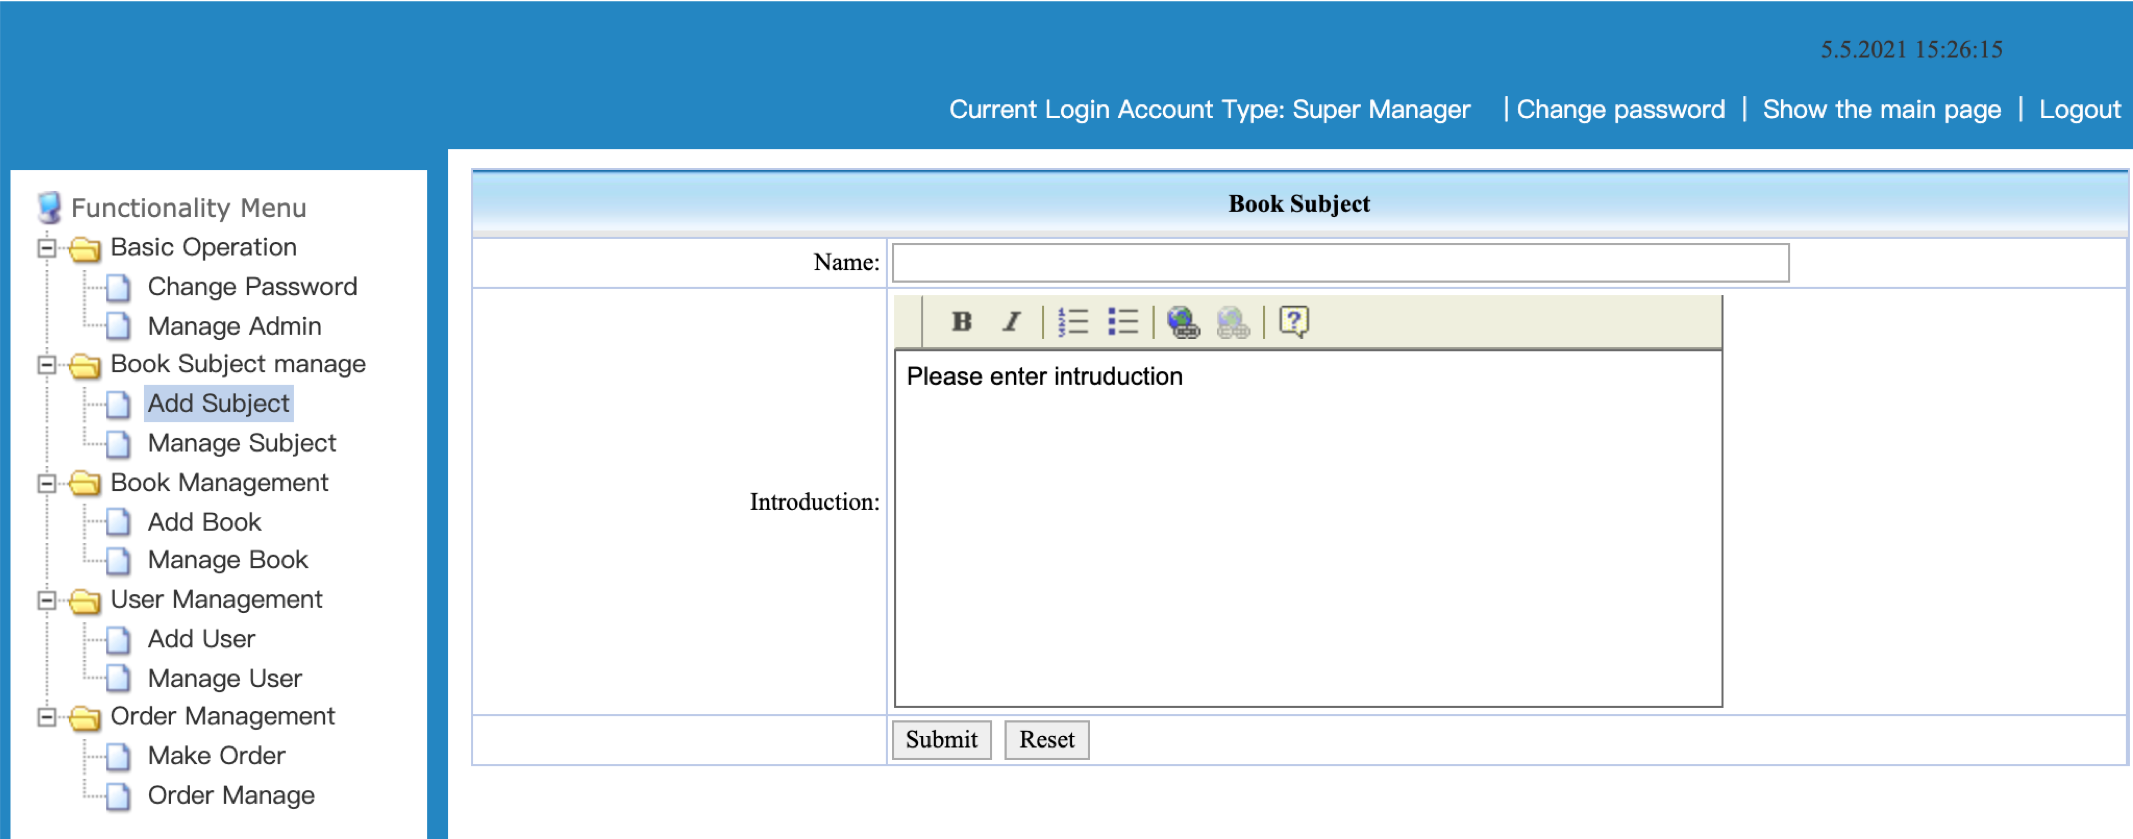 5.5.2021 15:26:15
Current Login Account Type: Super Manager | Change password | Show the main page | Logout
Functionality Menu
Basic Operation
Change Password
Manage Admin
Book Subject manage
Add Subject
Manage Subject
Book Management
Add Book
Manage Book
User Management
Add User
Manage User
Order Management
Make Order
Order Manage
Book Subject
Name:
B I
Please enter intruduction
Introduction:
Submit Reset